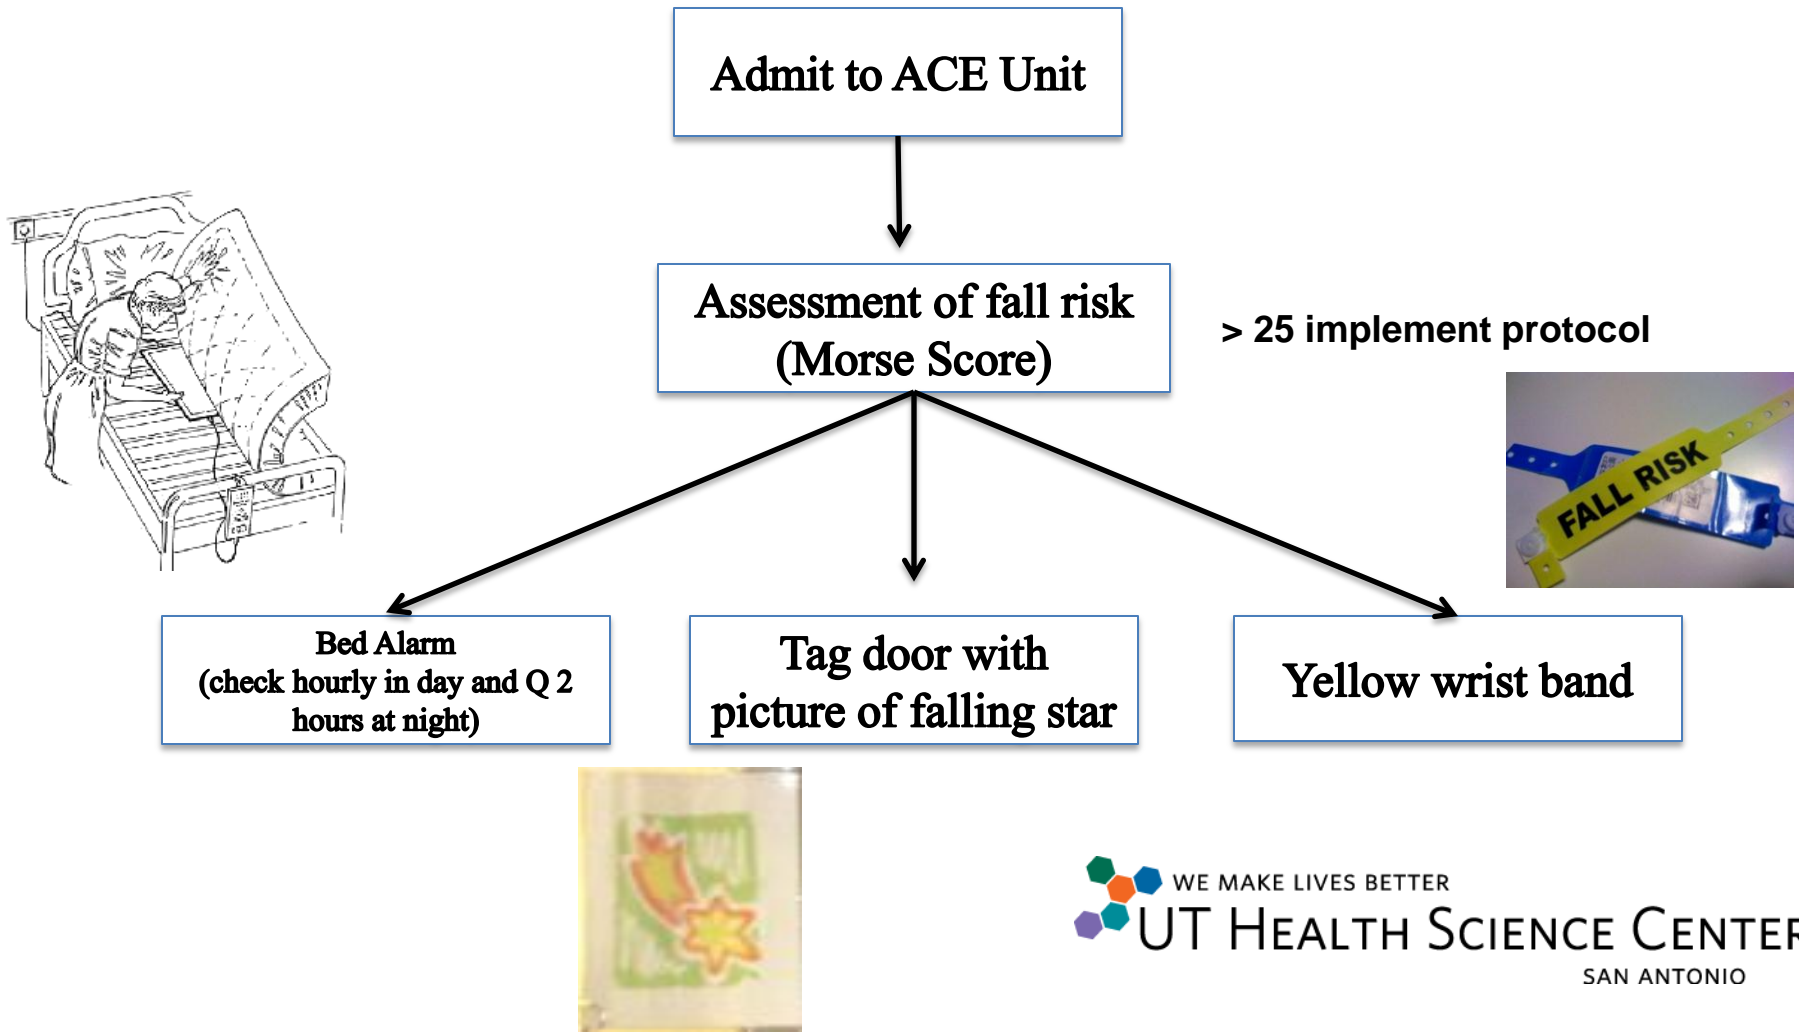 Admit to ACE Unit
Assessment of fall risk
(Morse Score)
> 25 implement protocol
FALL RISK
Bed Alarm
(check hourly in day and Q 2
hours at night)
Tag door with
picture of falling star
Yellow wrist band
WE MAKE LIVES BETTER
UT HEALTH SCIENCE CENTER
SAN ANTONIO